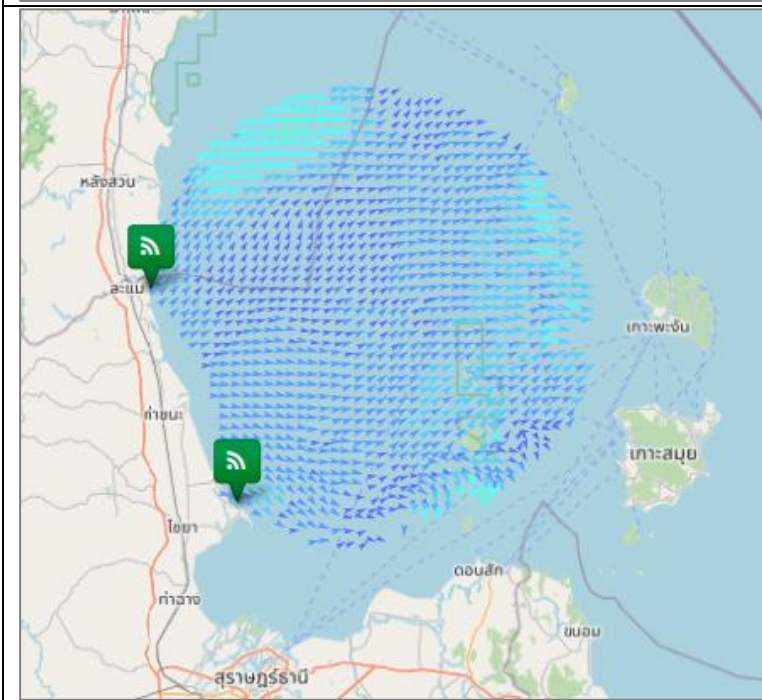 หลังสวน
ละแม
เกาะพะงัน
ท่าชนะ
เกาะสมุย
ไชยา
ดอนสัก
ท่าฉาง
ขนอม
สุราษฎร์ธานี